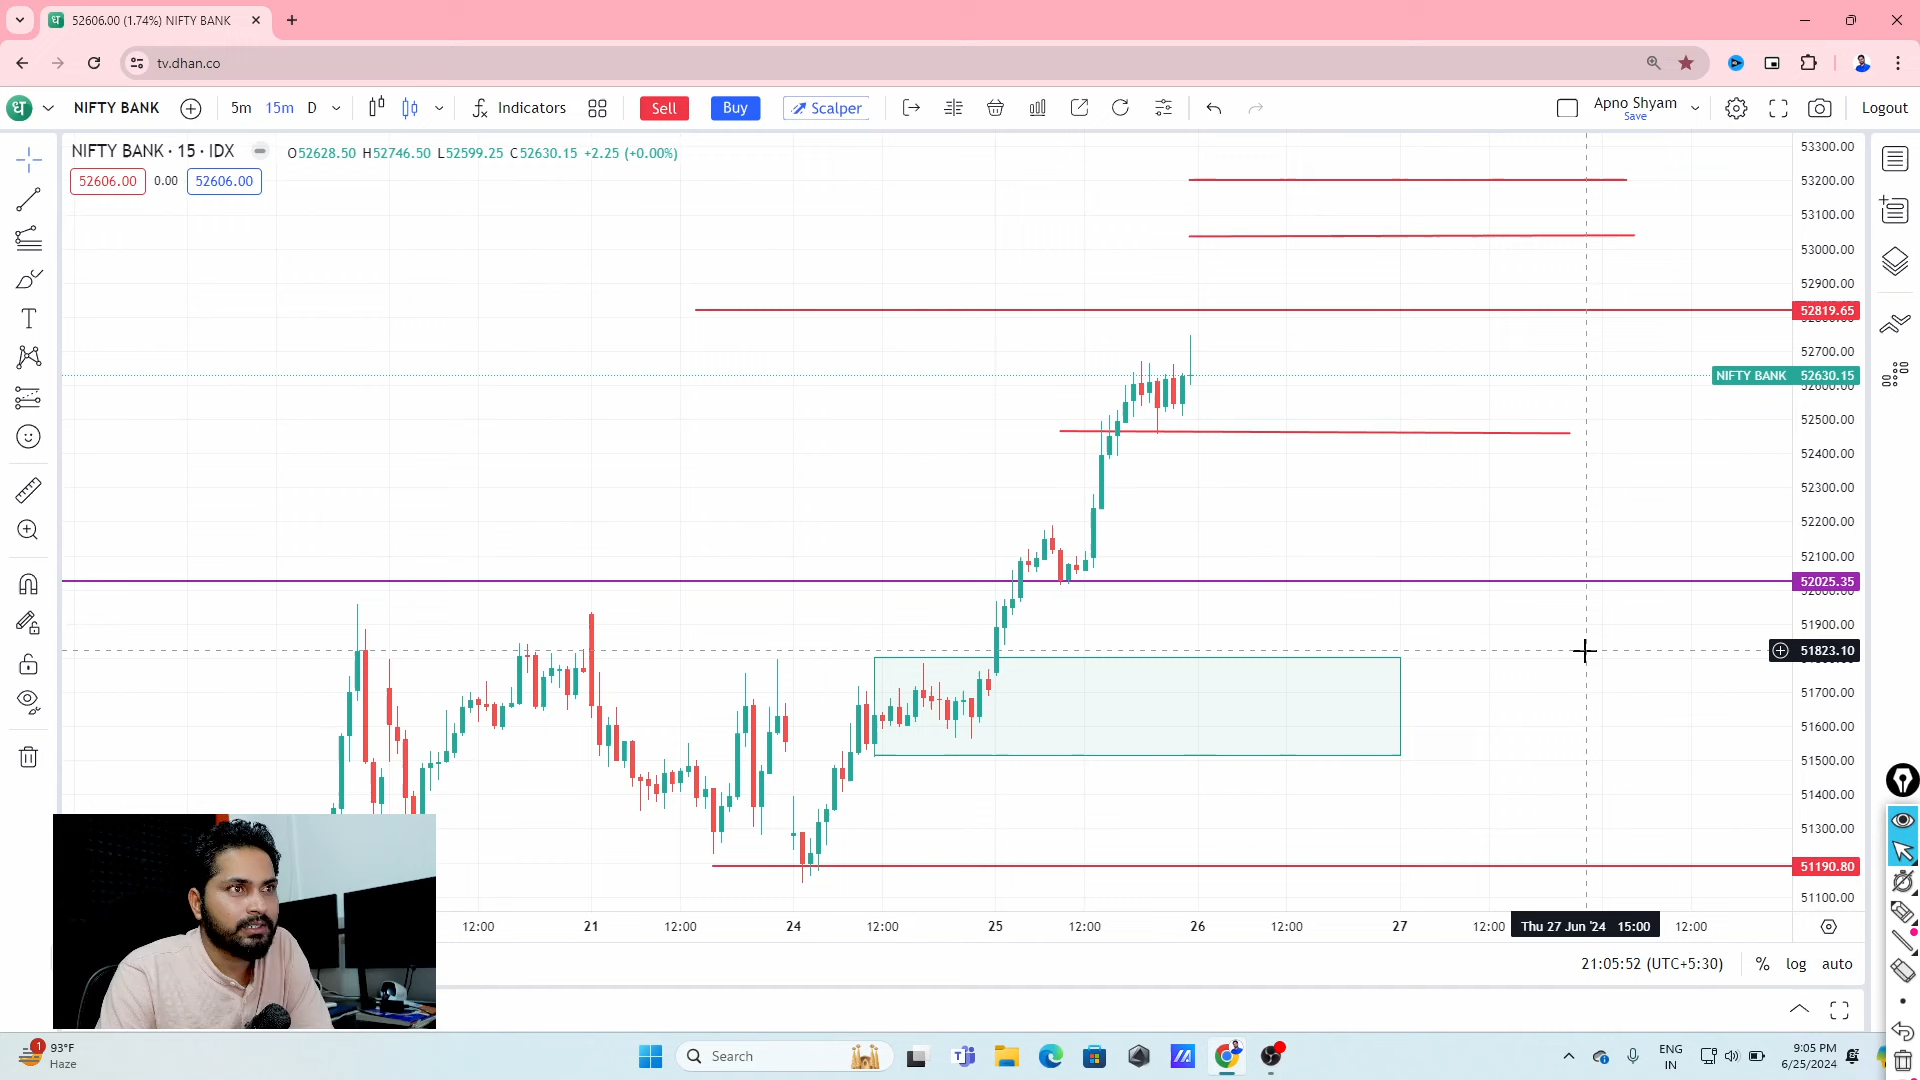 52606.00 (1.74%) NIFTY BANK
tv.dhan.co
ध NIFTY BANK 5m 15m D Indicators Sell Buy Scalper Apno Shyam Save Logout
NIFTY BANK · 15 · IDX O52628.50 H52746.50 L52599.25 C52630.15 +2.25 (+0.00%)
52606.00 0.00 52606.00
53300.00
53200.00
53100.00
53000.00
52900.00
52819.65
52700.00
NIFTY BANK 52630.15
52600.00
52500.00
52400.00
52300.00
52200.00
52100.00
52025.35
52000.00
51900.00
51823.10
51700.00
51600.00
51500.00
51400.00
51300.00
51190.80
51100.00
12:00 21 12:00 24 12:00 25 12:00 26 12:00 27 12:00 Thu 27 Jun '24 15:00 12:00
21:05:52 (UTC+5:30) % log auto
1 93°F
Haze
Search
ENG
IN
9:05 PM
6/25/2024